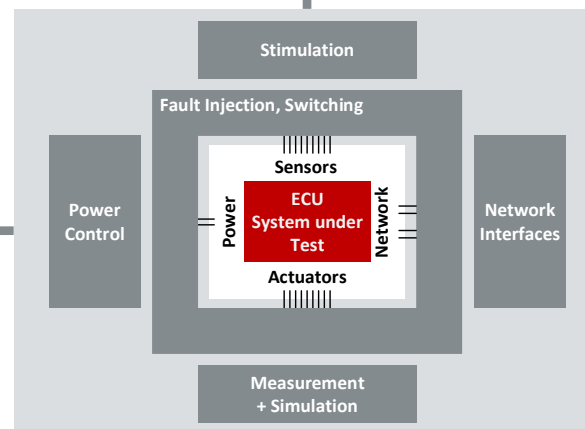 Stimulation
Fault Injection, Switching
Sensors
Power
Control
Power
ECU
System under
Test
Network
Network
Interfaces
Actuators
Measurement
+ Simulation